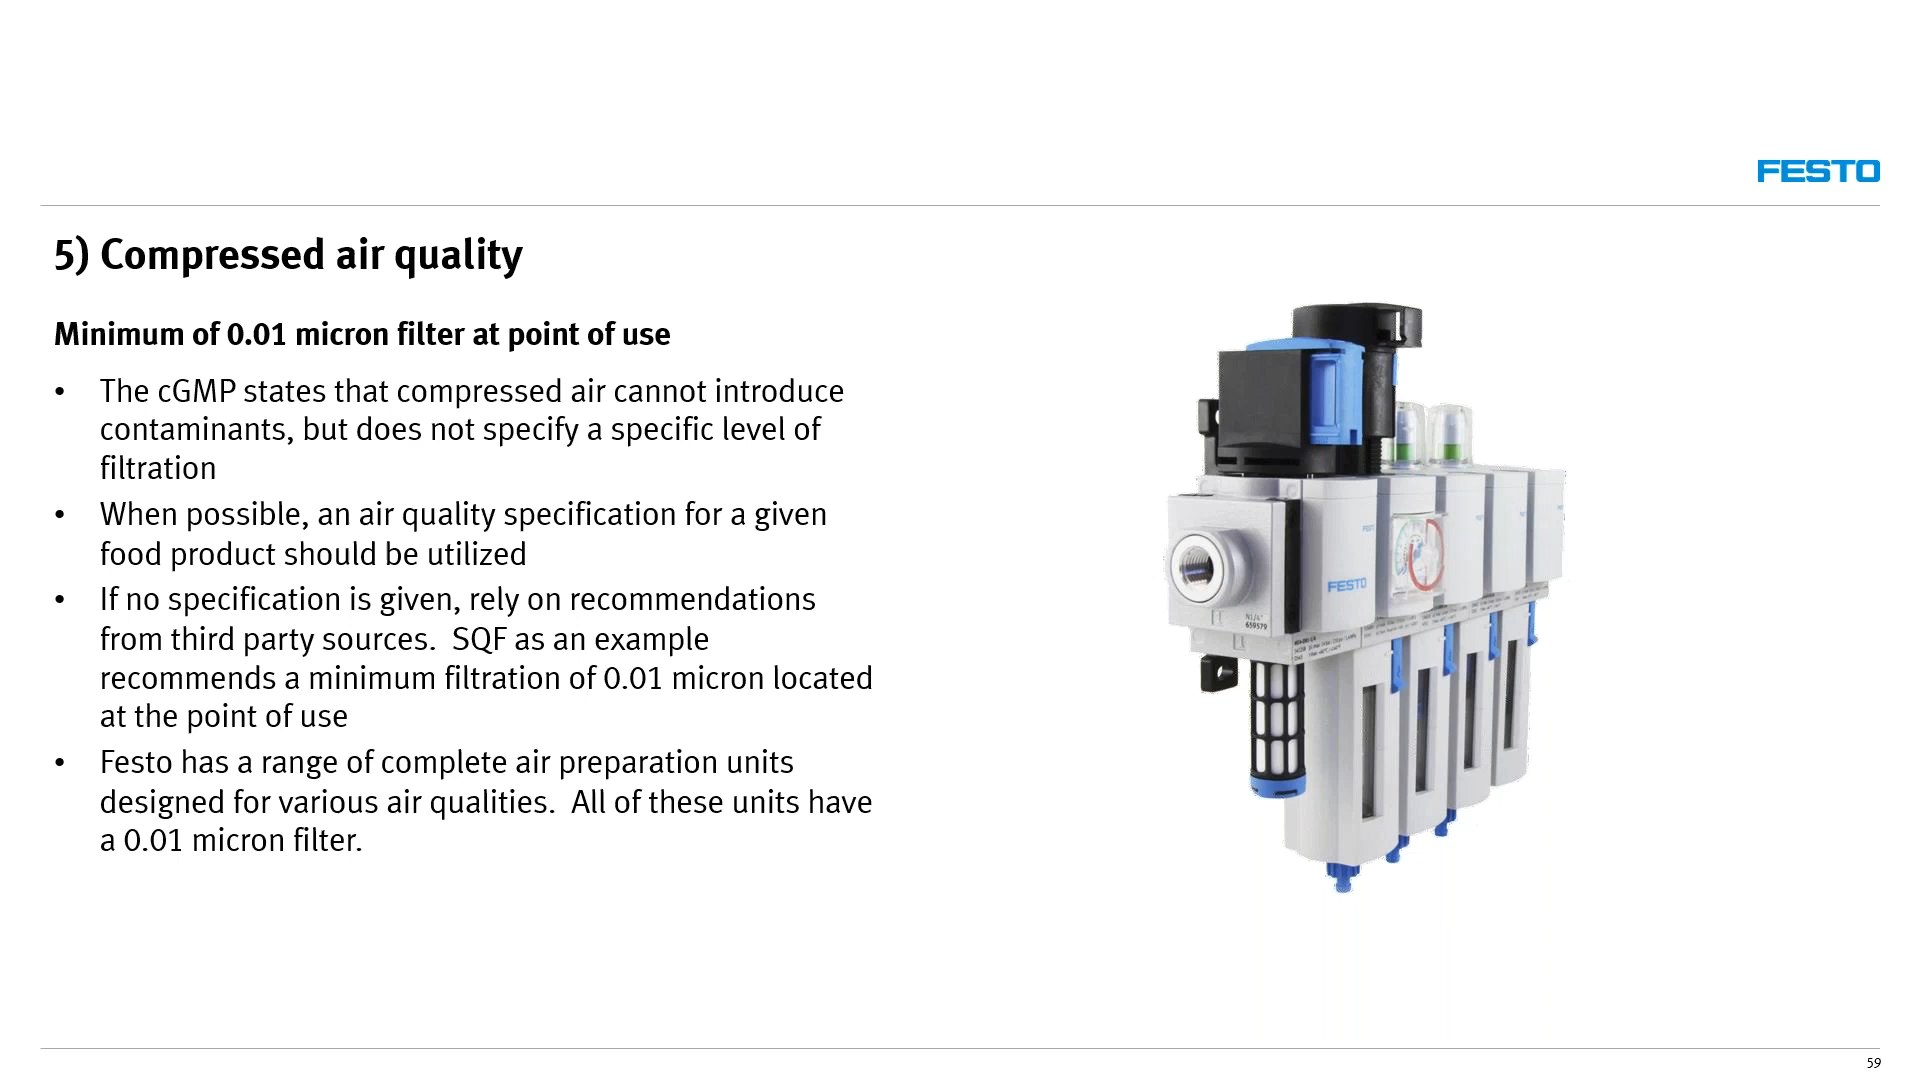 FESTO
5) Compressed air quality
Minimum of 0.01 micron filter at point of use
• The cGMP states that compressed air cannot introduce
contaminants, but does not specify a specific level of
filtration
• When possible, an air quality specification for a given
food product should be utilized
• If no specification is given, rely on recommendations
from third party sources.  SQF as an example
recommends a minimum filtration of 0.01 micron located
at the point of use
• Festo has a range of complete air preparation units
designed for various air qualities.  All of these units have
a 0.01 micron filter.
FESTO
N1/4"
659579
59